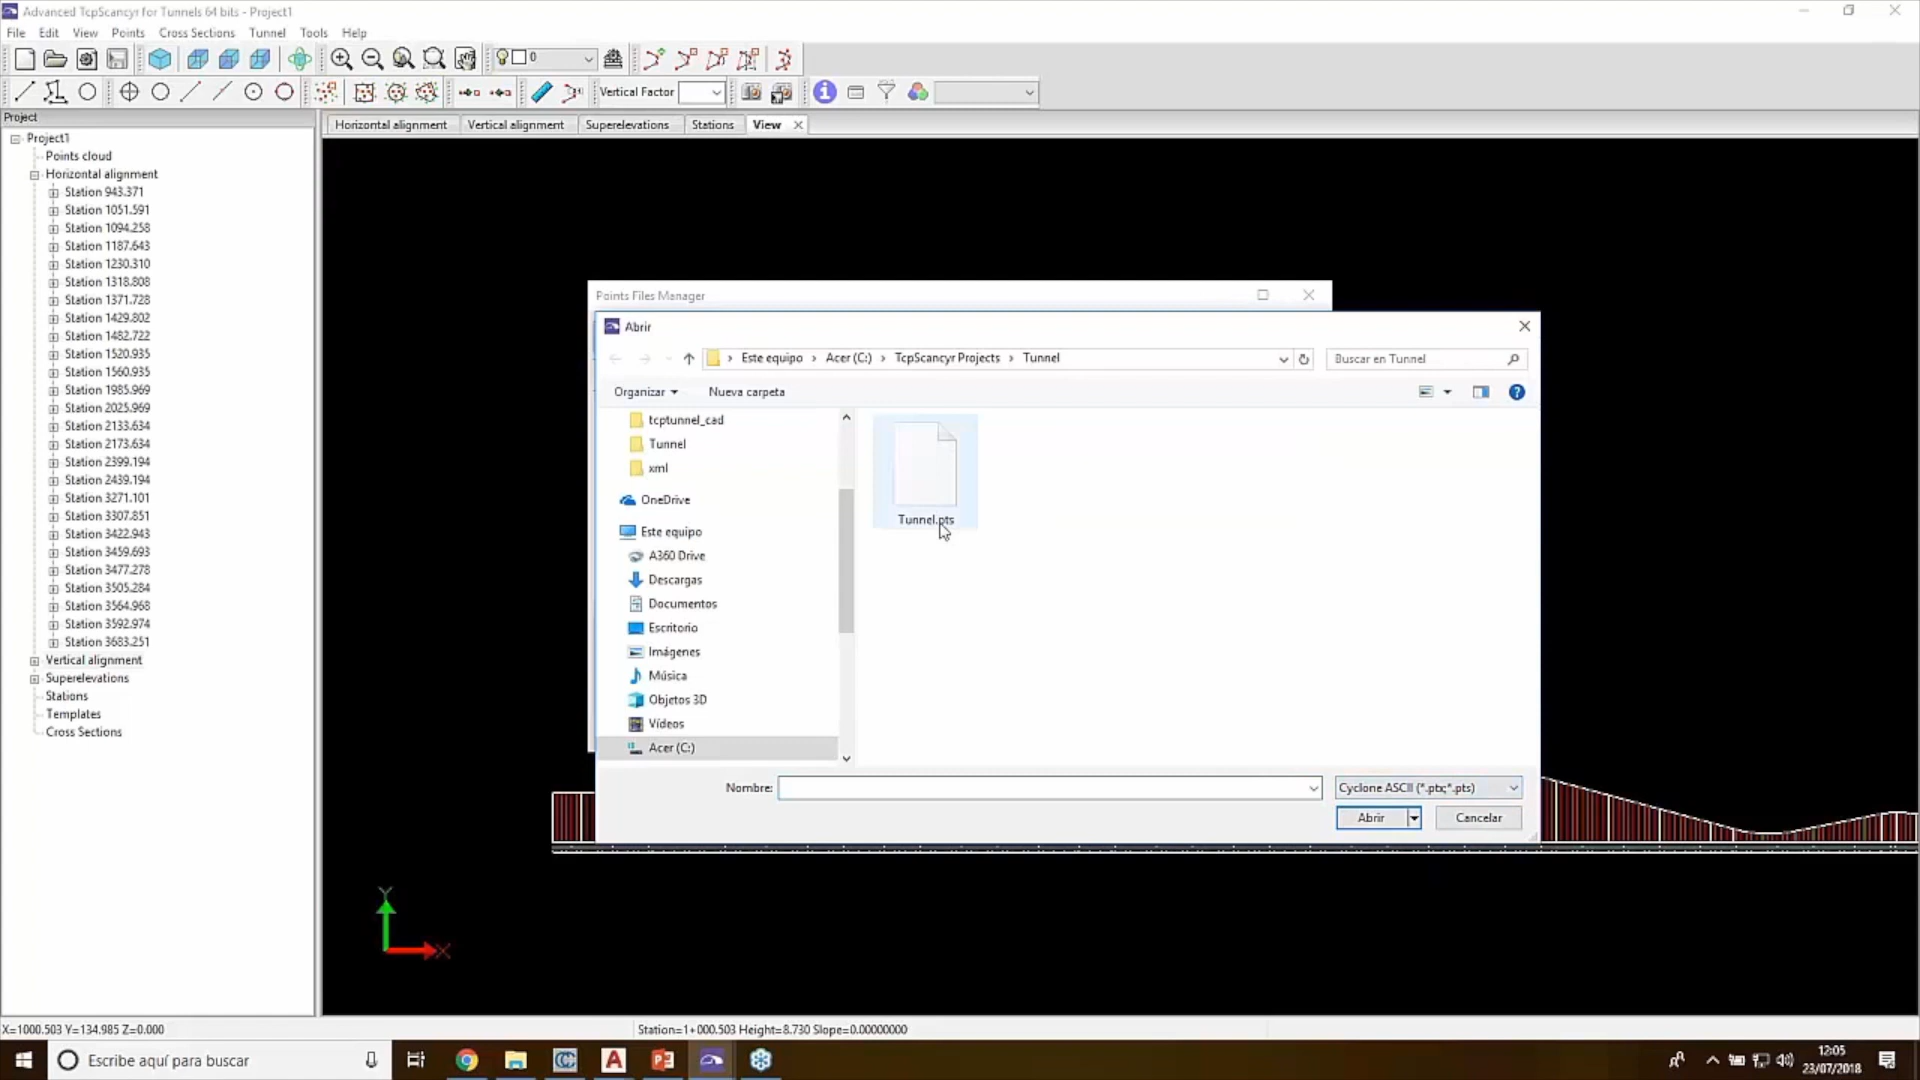 Advanced TcpScancyr for Tunnels 64 bits - Project1
File Edit View Points Cross Sections Tunnel Tools Help
0
Vertical Factor
Project
Horizontal alignment Vertical alignment Superelevations Stations View
Project1
Points cloud
Horizontal alignment
Station 943.371
Station 1051.591
Station 1094.258
Station 1187.643
Station 1230.310
Station 1318.808
Station 1371.728
Station 1429.802
Station 1482.722
Station 1520.935
Station 1560.935
Station 1985.969
Station 2025.969
Station 2133.634
Station 2173.634
Station 2399.194
Station 2439.194
Station 3271.101
Station 3307.851
Station 3422.943
Station 3459.693
Station 3477.278
Station 3505.284
Station 3564.968
Station 3592.974
Station 3683.251
Vertical alignment
Superelevations
Stations
Templates
Cross Sections
Points Files Manager
Abrir
Este equipo > Acer (C:) > TcpScancyr Projects > Tunnel
Buscar en Tunnel
Organizar
Nueva carpeta
tcptunnel_cad
Tunnel
xml
OneDrive
Este equipo
A360 Drive
Descargas
Documentos
Escritorio
Imágenes
Música
Objetos 3D
Vídeos
Acer (C:)
Tunnel.pts
Nombre:
Cyclone ASCII (*.ptx;*.pts)
Abrir
Cancelar
Y
X
X=1000.503 Y=134.985 Z=0.000
Station=1+000.503 Height=8.730 Slope=0.00000000
Escribe aquí para buscar
12:05
23/07/2018